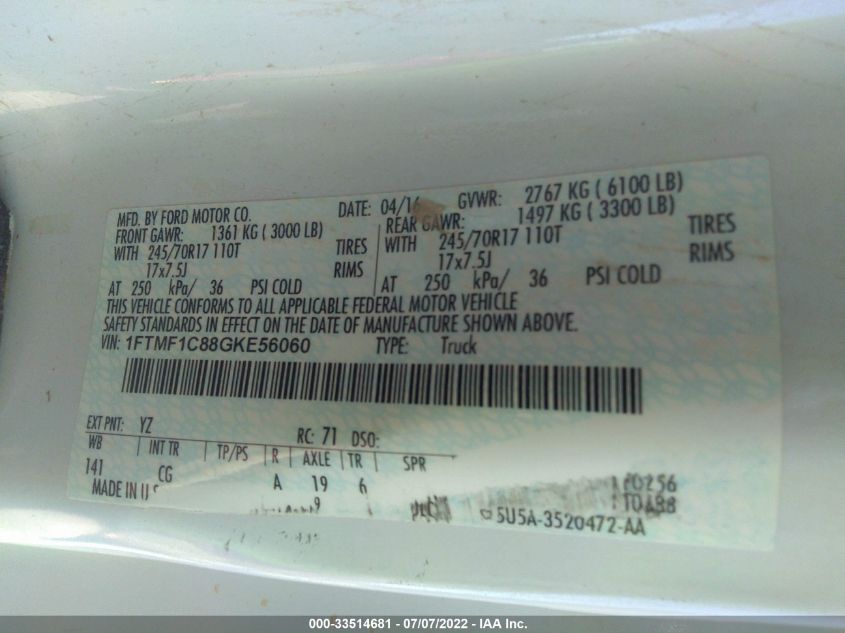 MFD. BY FORD MOTOR CO. DATE: 04/16 GVWR: 2767 KG ( 6100 LB)
FRONT GAWR: 1361 KG ( 3000 LB) REAR GAWR: 1497 KG ( 3300 LB)
WITH 245/70R17 110T TIRES WITH 245/70R17 110T TIRES
17x7.5J RIMS 17x7.5J RIMS
AT 250 kPa/ 36 PSI COLD AT 250 kPa/ 36 PSI COLD
THIS VEHICLE CONFORMS TO ALL APPLICABLE FEDERAL MOTOR VEHICLE
SAFETY STANDARDS IN EFFECT ON THE DATE OF MANUFACTURE SHOWN ABOVE.
VIN: 1FTMF1C88GKE56060 TYPE: Truck
EXT PNT: YZ RC: 71 DSO:
WB INT TR TP/PS R AXLE TR SPR
141 CG A 19 6
MADE IN U S 9
5U5A-3520472-AA
000-33514681 - 07/07/2022 - IAA Inc.